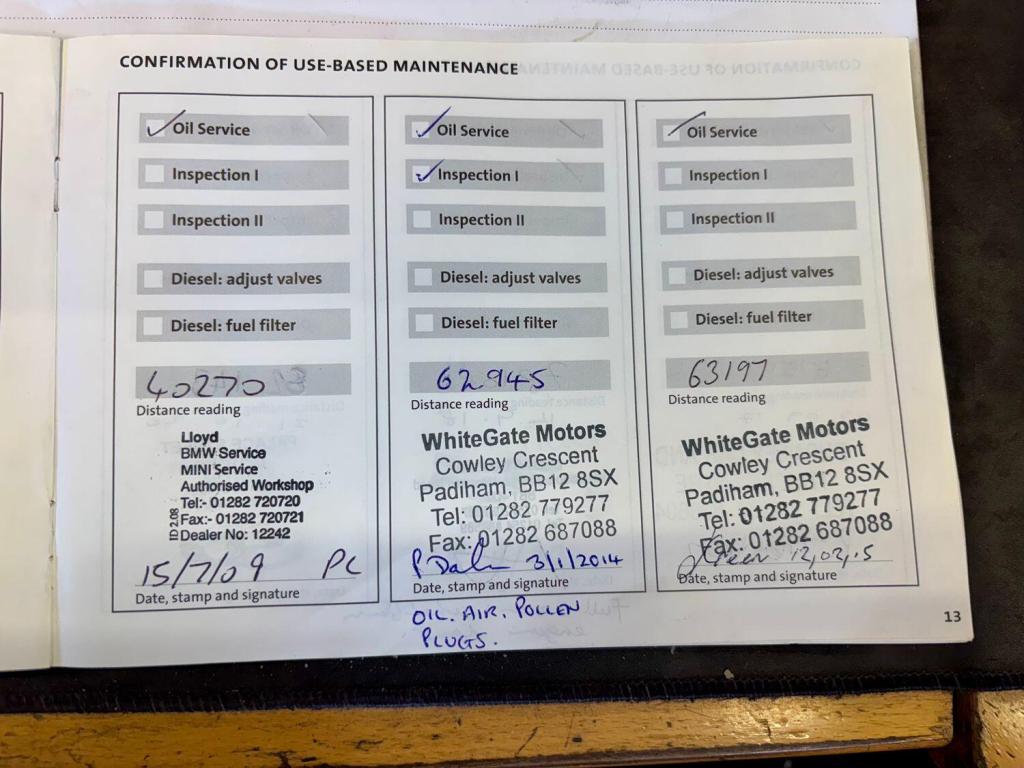 CONFIRMATION OF USE-BASED MAINTENANCE
Oil Service
Inspection I
Inspection II
Diesel: adjust valves
Diesel: fuel filter
40270
Distance reading
Lloyd
BMW Service
MINI Service
Authorised Workshop
Tel:- 01282 720720
Fax:- 01282 720721
Dealer No: 12242
15/7/09 PC
Date, stamp and signature
Oil Service
Inspection I
Inspection II
Diesel: adjust valves
Diesel: fuel filter
62945
Distance reading
WhiteGate Motors
Cowley Crescent
Padiham, BB12 8SX
Tel: 01282 779277
Fax: 01282 687088
3/1/2014
Date, stamp and signature
OIL. AIR. POLLEN
PLUGS.
Oil Service
Inspection I
Inspection II
Diesel: adjust valves
Diesel: fuel filter
63197
Distance reading
WhiteGate Motors
Cowley Crescent
Padiham, BB12 8SX
Tel: 01282 779277
Fax: 01282 687088
12,02,15
Date, stamp and signature
13